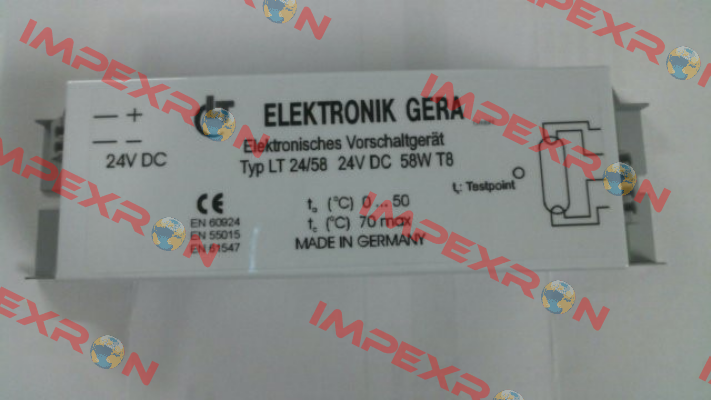 IMPEXRON
IMPEXRON
IMPEXRON
— +
ELEKTRONIK GERA
— –
Elektronisches Vorschaltgerät
24V DC
Typ LT 24/58 24V DC 58W T8
tc: Testpoint
CE
ta (°C) 0 ... 50
EN 60924
tc (°C) 70 max
EN 55015
MADE IN GERMANY
EN 61547
IMPEXRON
IMPEXRON
IMPEXRON
IMPEXRON